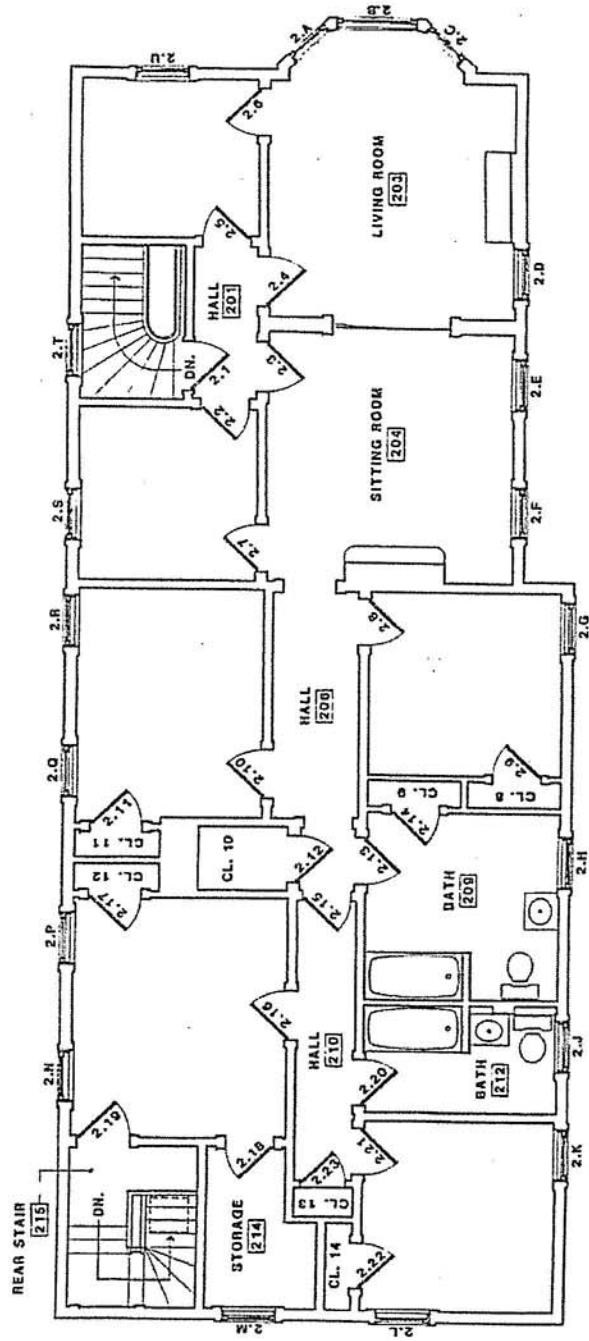 2.A
2.B
2.C
2.U
2.6
LIVING ROOM
203
2.5
2.4
HALL
201
2.D
2.T
DN.
2.1
2.2
2.3
2.E
SITTING ROOM
204
2.S
2.7
2.F
2.R
2.8
2.G
HALL
206
2.Q
2.10
2.9
2.11
CL. 11
CL. 9
CL. 8
2.14
CL. 10
2.12
2.13
2.H
CL. 12
2.17
2.15
BATH
209
2.P
2.16
HALL
210
2.N
2.20
BATH
212
2.J
2.19
2.18
2.21
2.23
2.K
REAR STAIR
215
DN.
STORAGE
214
CL. 13
CL. 14
2.22
2.M
2.L